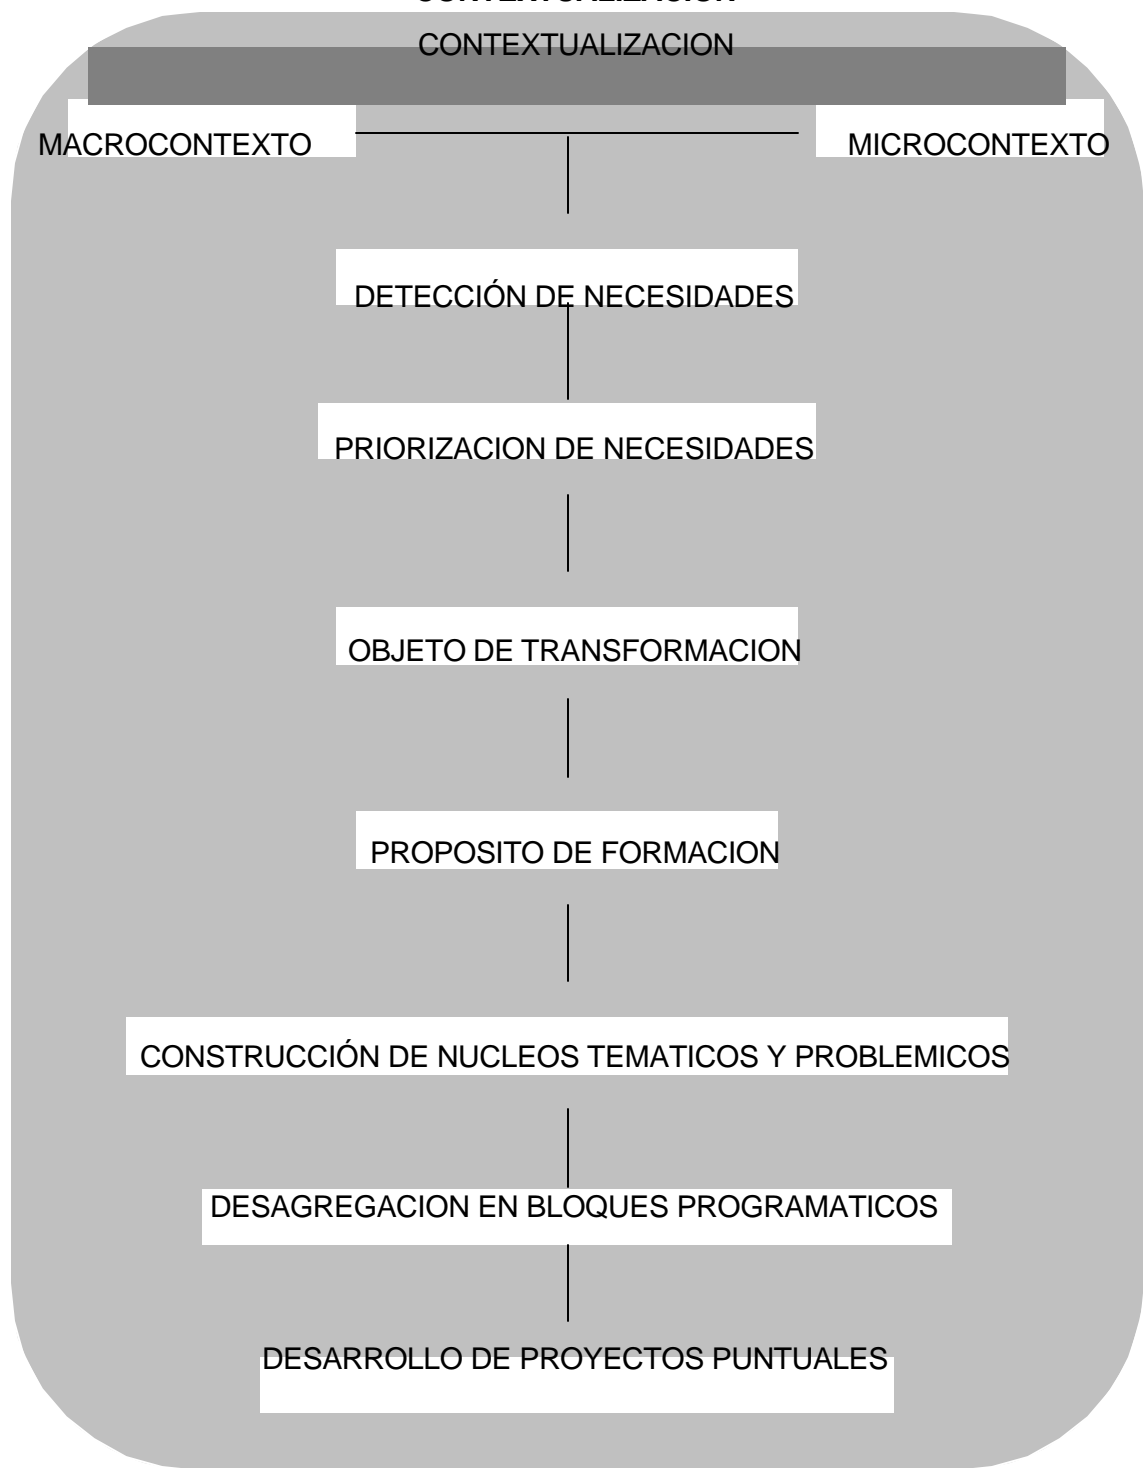 CONTEXTUALIZACION
MACROCONTEXTO MICROCONTEXTO
DETECCIÓN DE NECESIDADES
PRIORIZACION DE NECESIDADES
OBJETO DE TRANSFORMACION
PROPOSITO DE FORMACION
CONSTRUCCIÓN DE NUCLEOS TEMATICOS Y PROBLEMICOS
DESAGREGACION EN BLOQUES PROGRAMATICOS
DESARROLLO DE PROYECTOS PUNTUALES